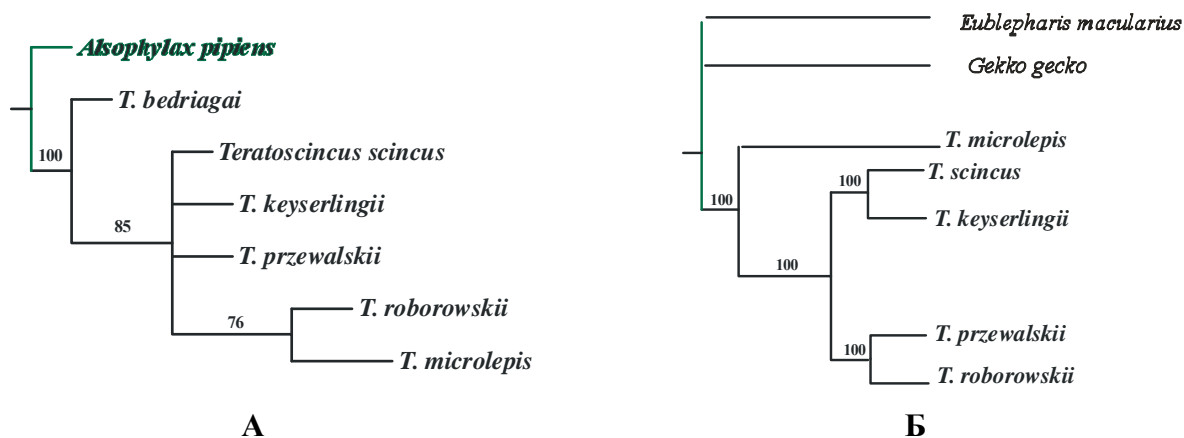 Alsophylax pipiens
T. bedriagai
100
Teratoscincus scincus
T. keyserlingii
85
T. przewalskii
T. roborowskii
76
T. microlepis
А
Eublepharis macularius
Gekko gecko
T. microlepis
100
T. scincus
100
T. keyserlingii
100
T. przewalskii
100
T. roborowskii
Б